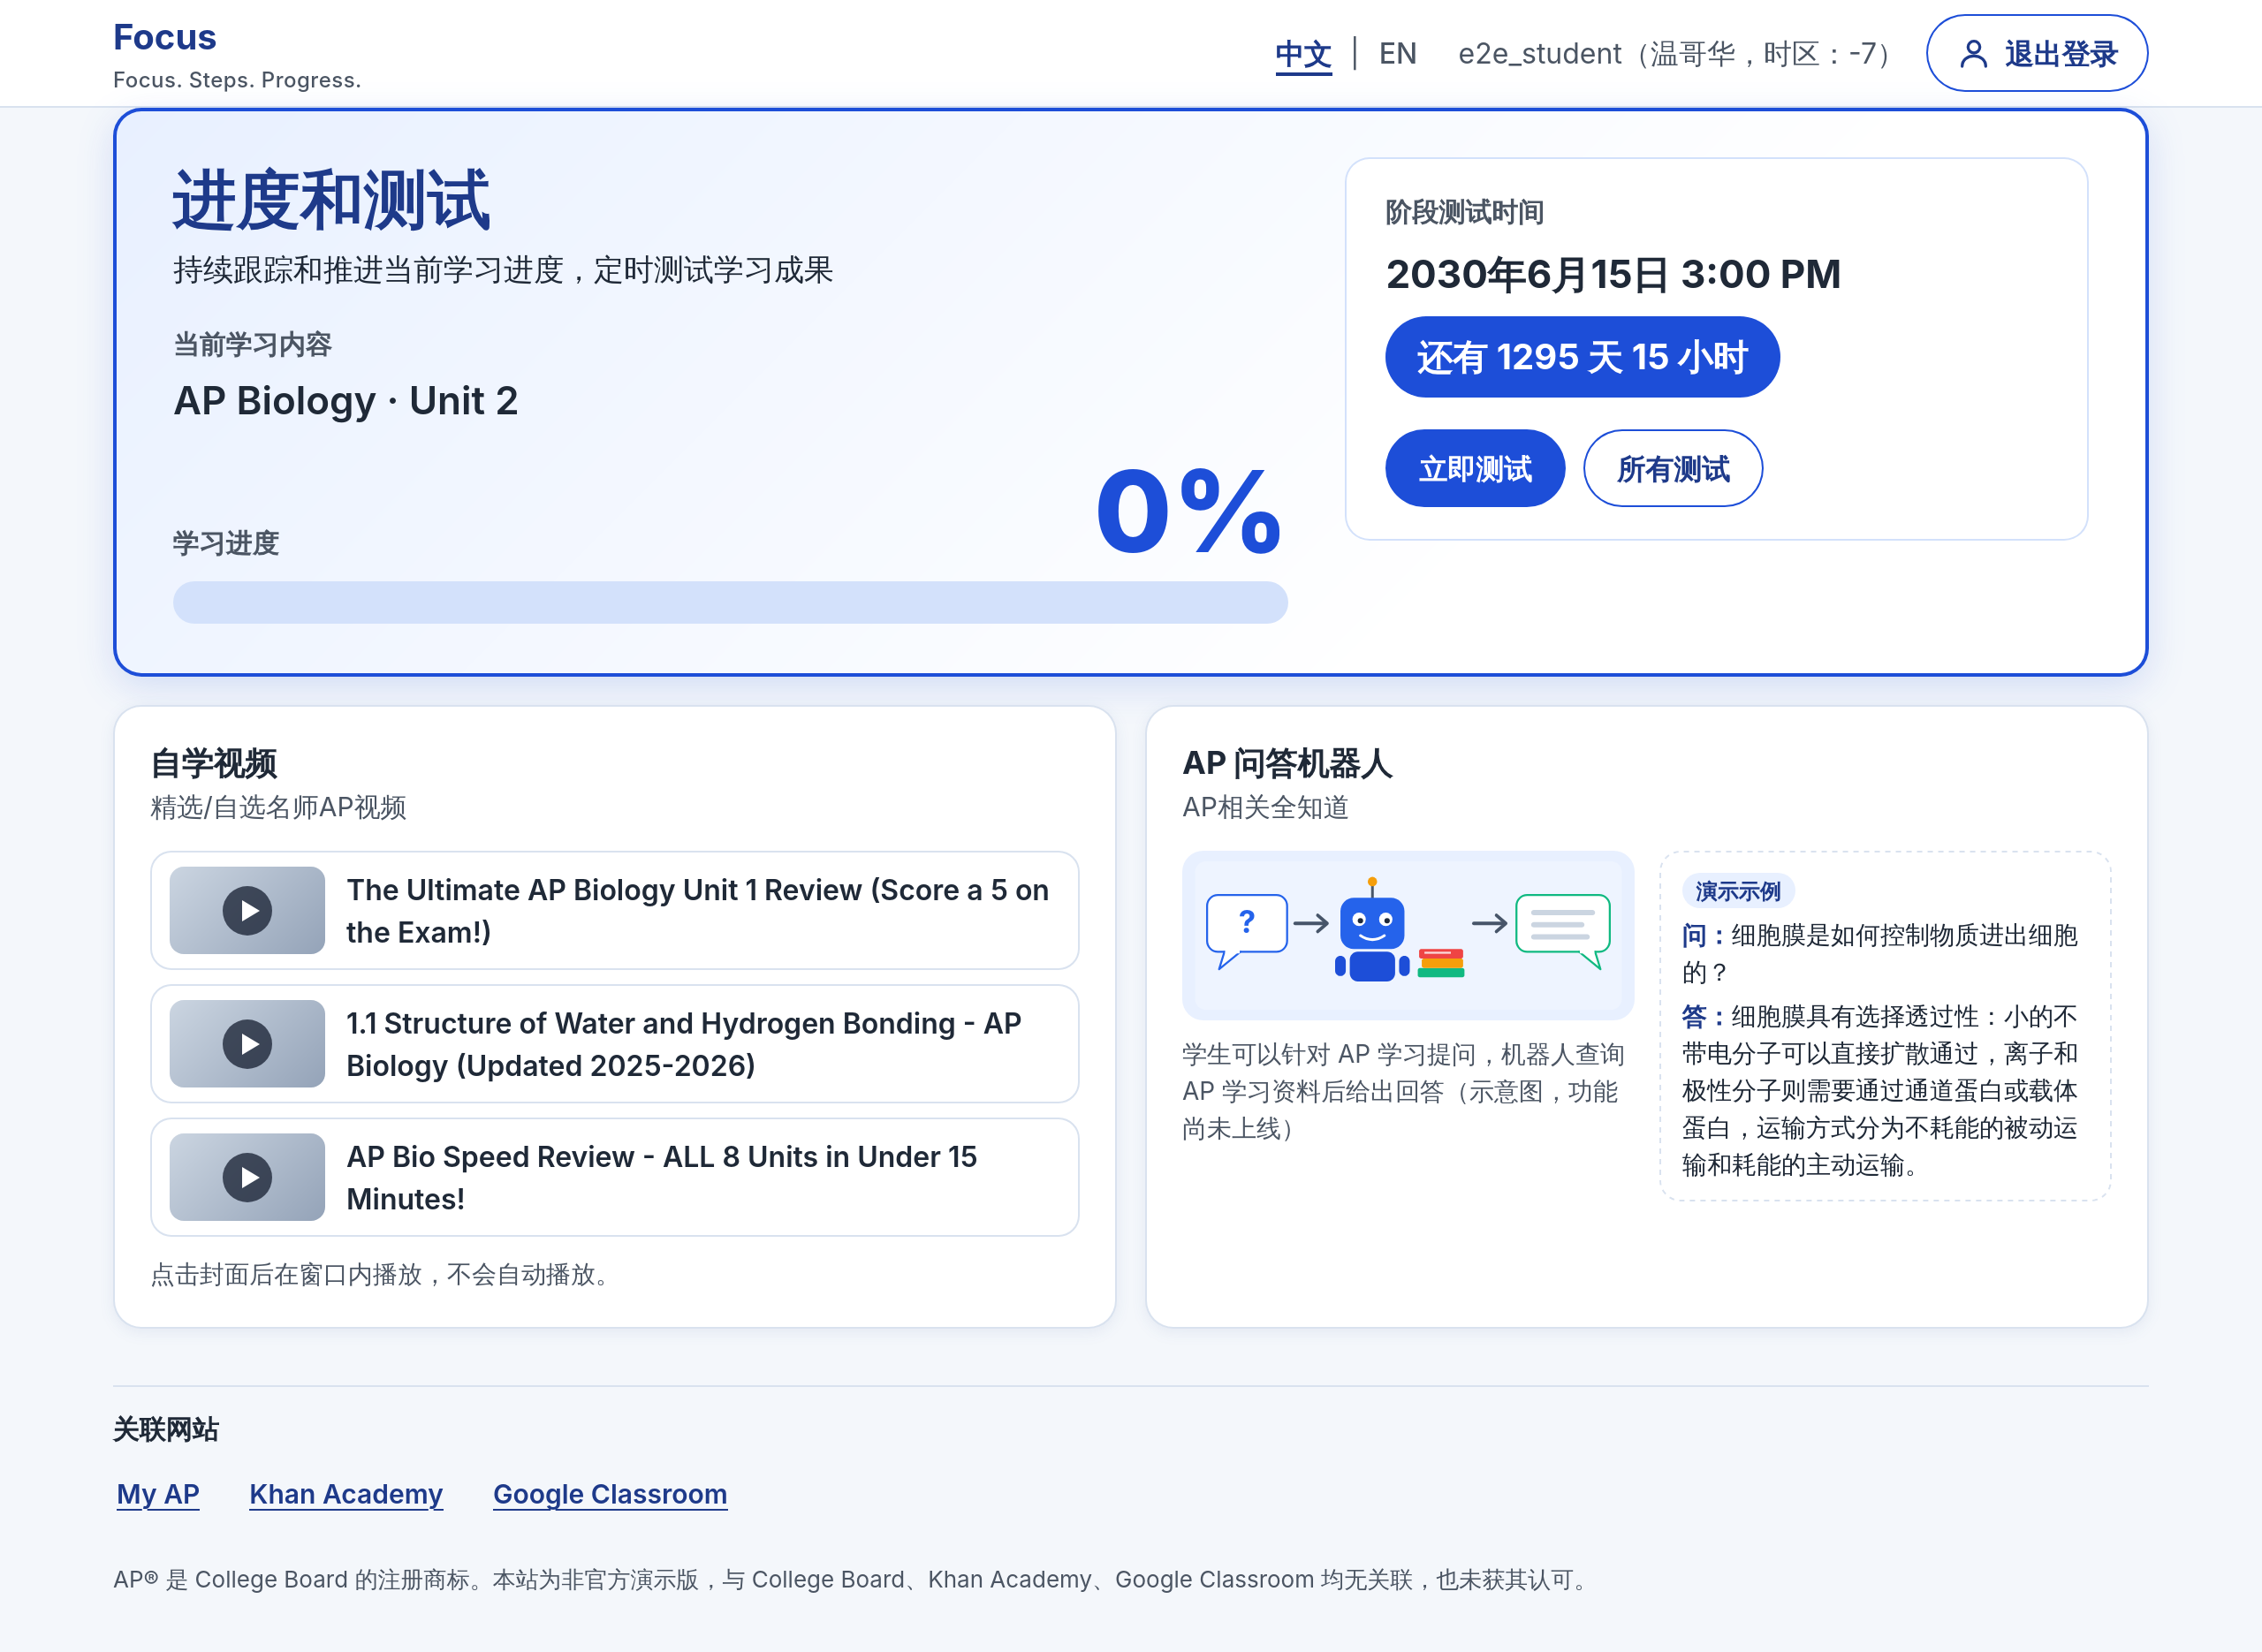 Focus
Focus. Steps. Progress.
中文 | EN e2e_student（温哥华，时区：-7） 退出登录
进度和测试
持续跟踪和推进当前学习进度，定时测试学习成果
当前学习内容
AP Biology · Unit 2
学习进度
0%
阶段测试时间
2030年6月15日 3:00 PM
还有 1295 天 15 小时
立即测试 所有测试
自学视频
精选/自选名师AP视频
The Ultimate AP Biology Unit 1 Review (Score a 5 on
the Exam!)
1.1 Structure of Water and Hydrogen Bonding - AP
Biology (Updated 2025-2026)
AP Bio Speed Review - ALL 8 Units in Under 15
Minutes!
点击封面后在窗口内播放，不会自动播放。
AP 问答机器人
AP相关全知道
?
学生可以针对 AP 学习提问，机器人查询
AP 学习资料后给出回答（示意图，功能
尚未上线）
演示示例
问：细胞膜是如何控制物质进出细胞
的？
答：细胞膜具有选择透过性：小的不
带电分子可以直接扩散通过，离子和
极性分子则需要通过通道蛋白或载体
蛋白，运输方式分为不耗能的被动运
输和耗能的主动运输。
关联网站
My AP Khan Academy Google Classroom
AP® 是 College Board 的注册商标。本站为非官方演示版，与 College Board、Khan Academy、Google Classroom 均无关联，也未获其认可。